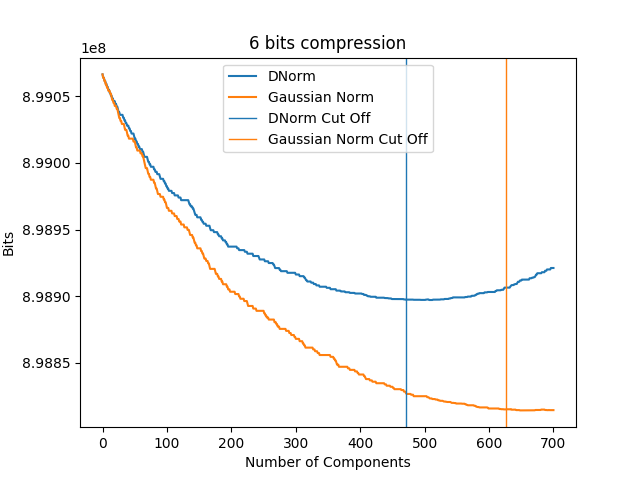 6 bits compression
1e8
DNorm
Gaussian Norm
DNorm Cut Off
Gaussian Norm Cut Off
8.9905
8.9900
8.9895
8.9890
8.9885
Bits
0 100 200 300 400 500 600 700
Number of Components